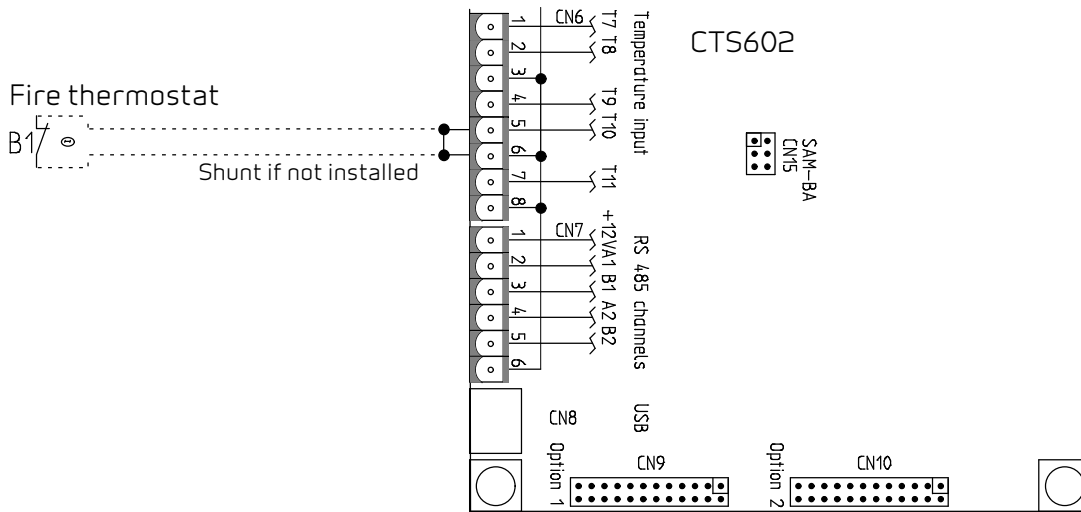 CTS602
Fire thermostat
B1
Shunt if not installed
CN6
1
2
3
4
5
6
7
8
T7
T8
T9
T10
T11
Temperature input
SAM-BA
CN15
CN7
1
2
3
4
5
6
+12V
A1
B1
A2
B2
RS 485 channels
CN8
USB
Option 1
CN9
Option 2
CN10